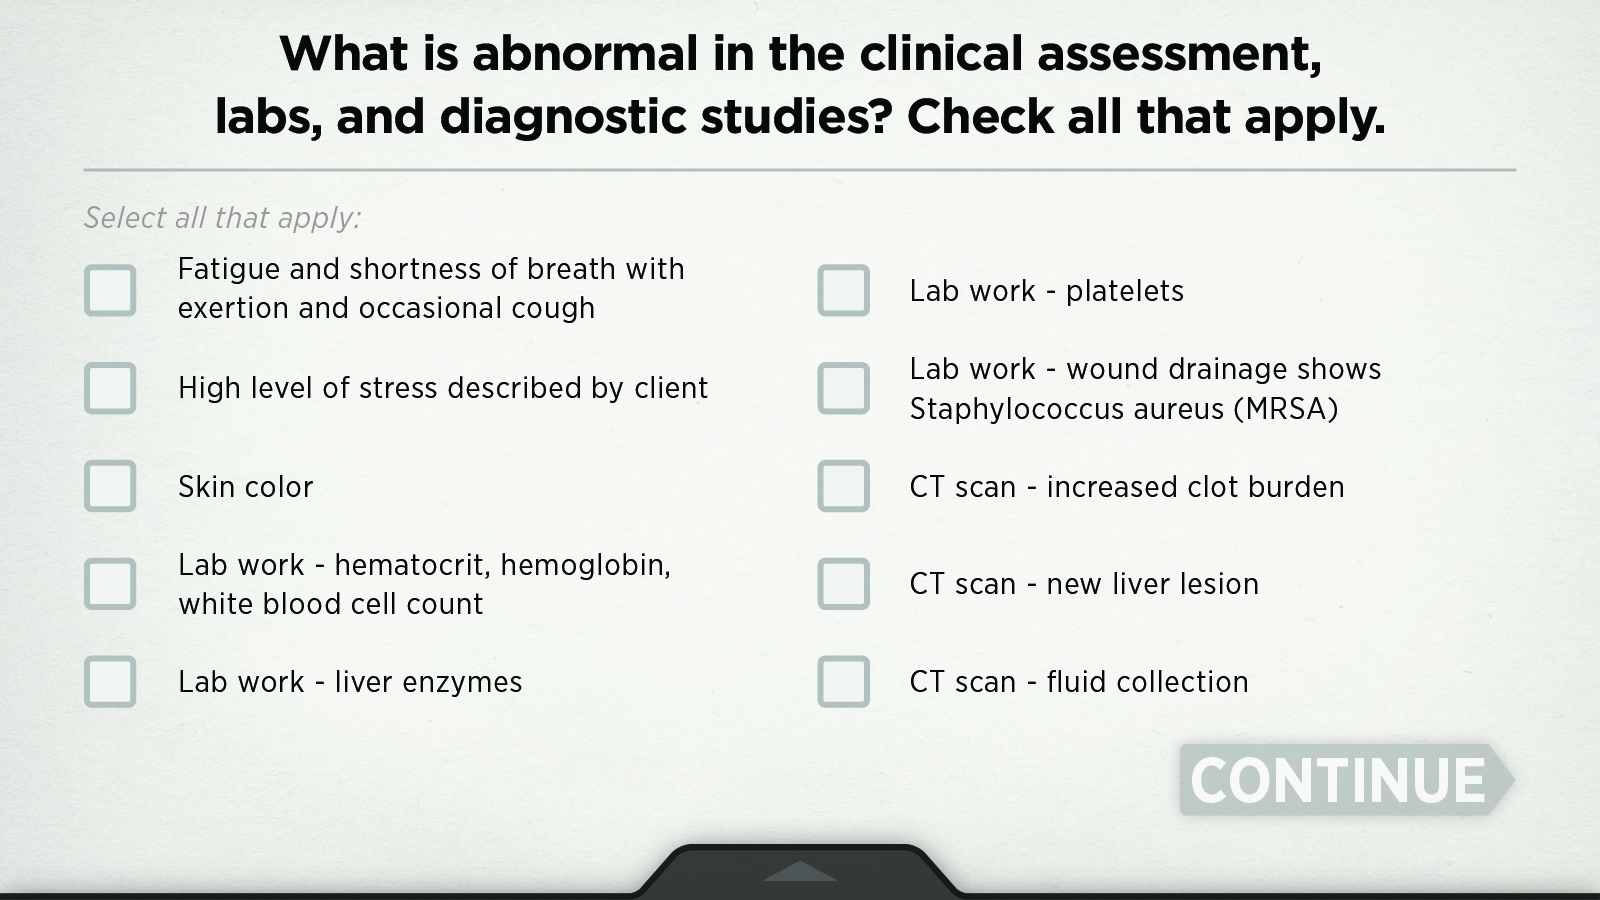 What is abnormal in the clinical assessment,
labs, and diagnostic studies? Check all that apply.
Select all that apply:
Fatigue and shortness of breath with
exertion and occasional cough
High level of stress described by client
Skin color
Lab work - hematocrit, hemoglobin,
white blood cell count
Lab work - liver enzymes
Lab work - platelets
Lab work - wound drainage shows
Staphylococcus aureus (MRSA)
CT scan - increased clot burden
CT scan - new liver lesion
CT scan - fluid collection
CONTINUE